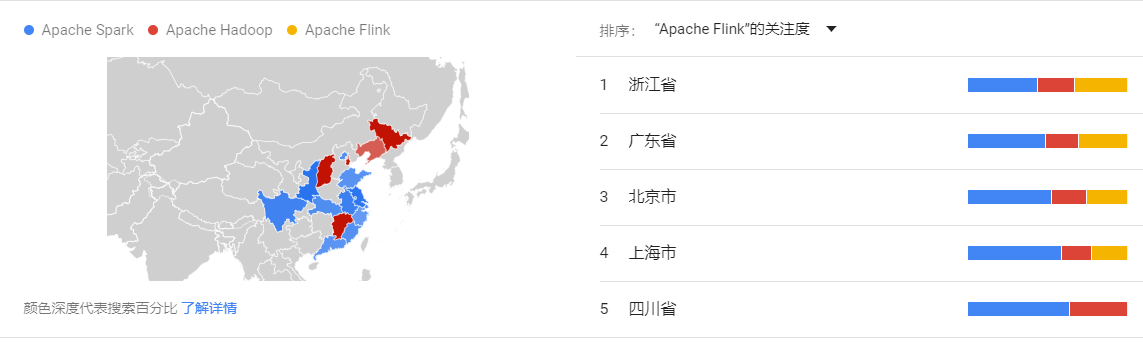 Apache Spark Apache Hadoop Apache Flink
颜色深度代表搜索百分比 了解详情
排序： “Apache Flink”的关注度
1 浙江省
2 广东省
3 北京市
4 上海市
5 四川省